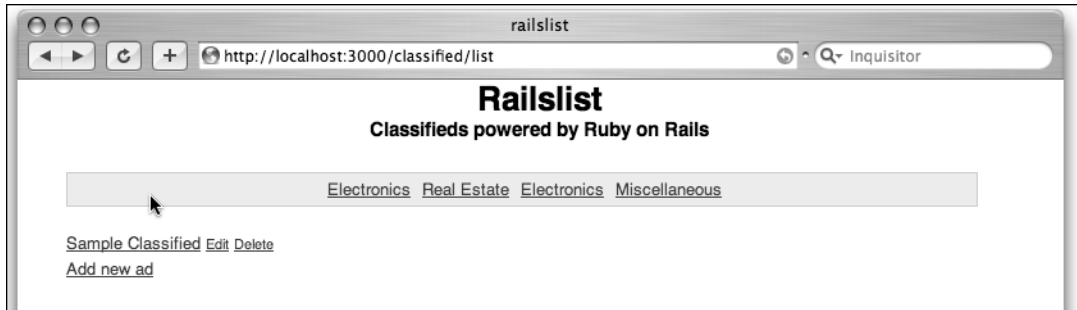 railslist
http://localhost:3000/classified/list
Inquisitor
Railslist
Classifieds powered by Ruby on Rails
Electronics Real Estate Electronics Miscellaneous
Sample Classified Edit Delete
Add new ad